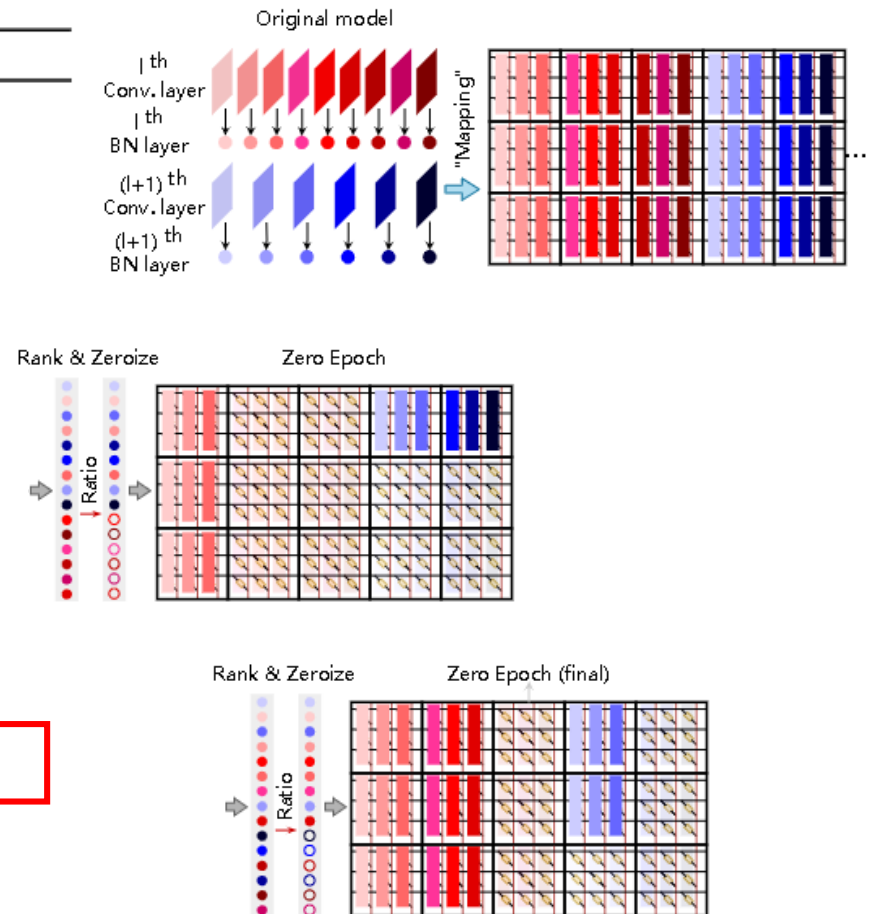 Original model
l th
Conv. layer
l th
BN layer
(l+1) th
Conv. layer
(l+1) th
BN layer
"Mapping"
...
Rank & Zeroize
Zero Epoch
Ratio
Rank & Zeroize
Zero Epoch (final)
Ratio